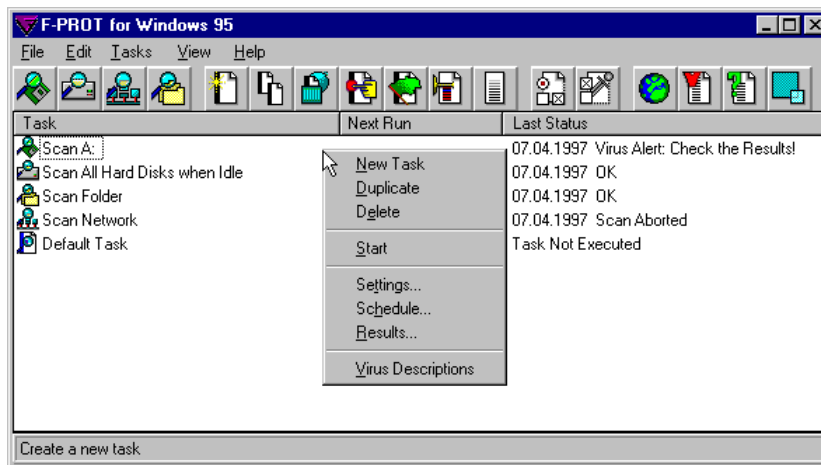 F-PROT for Windows 95
File Edit Tasks View Help
Task Next Run Last Status
Scan A: 07.04.1997 Virus Alert: Check the Results!
Scan All Hard Disks when Idle 07.04.1997 OK
Scan Folder 07.04.1997 OK
Scan Network 07.04.1997 Scan Aborted
Default Task Task Not Executed
New Task
Duplicate
Delete
Start
Settings...
Schedule...
Results...
Virus Descriptions
Create a new task